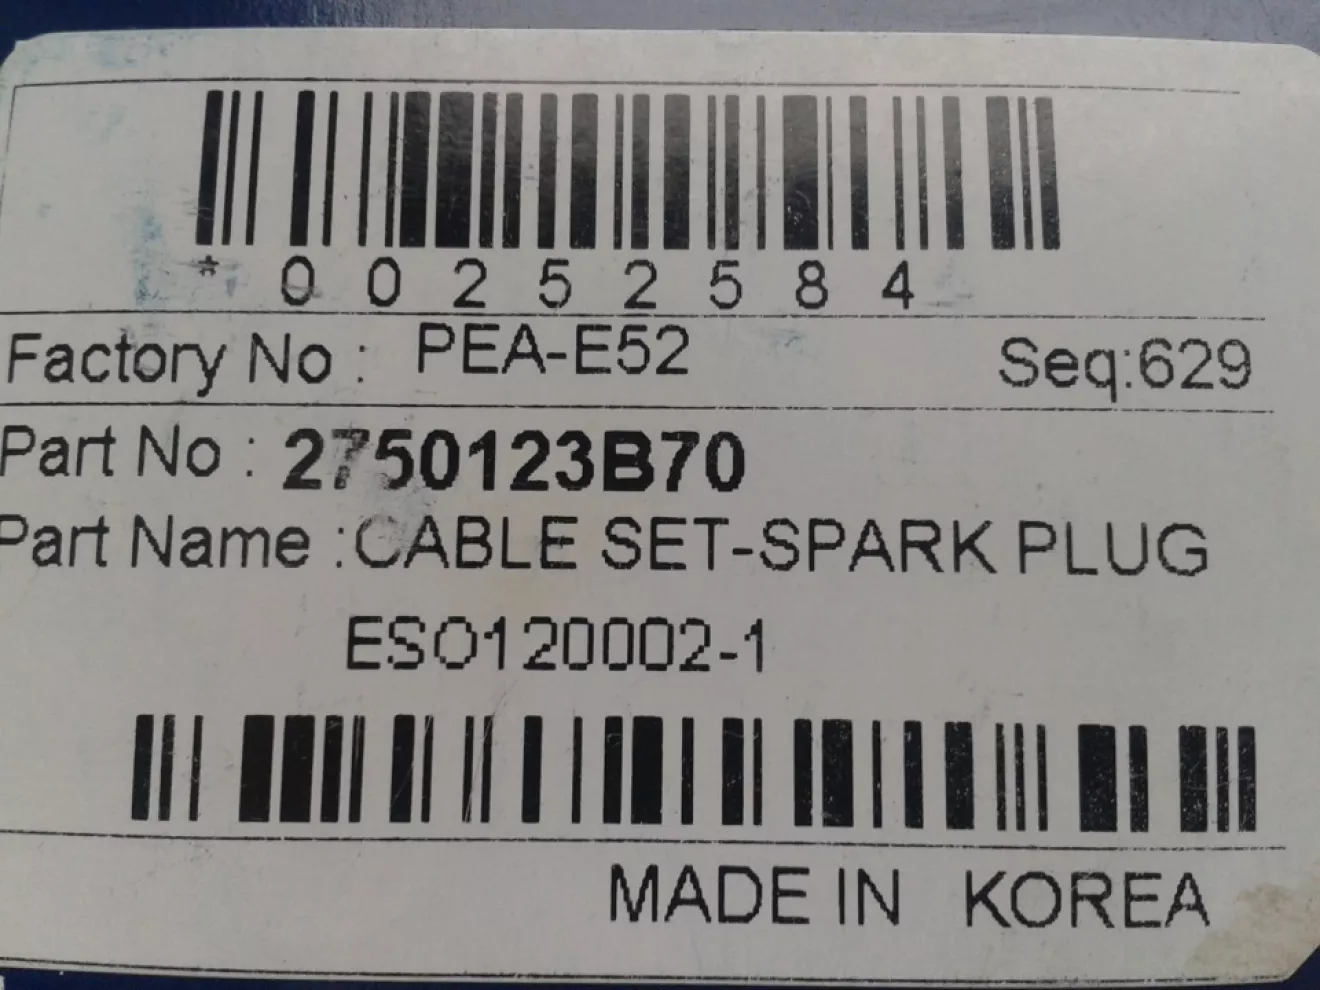 *00252584
Factory No : PEA-E52 Seq:629
Part No : 2750123B70
Part Name :CABLE SET-SPARK PLUG
ESO120002-1
MADE IN KOREA